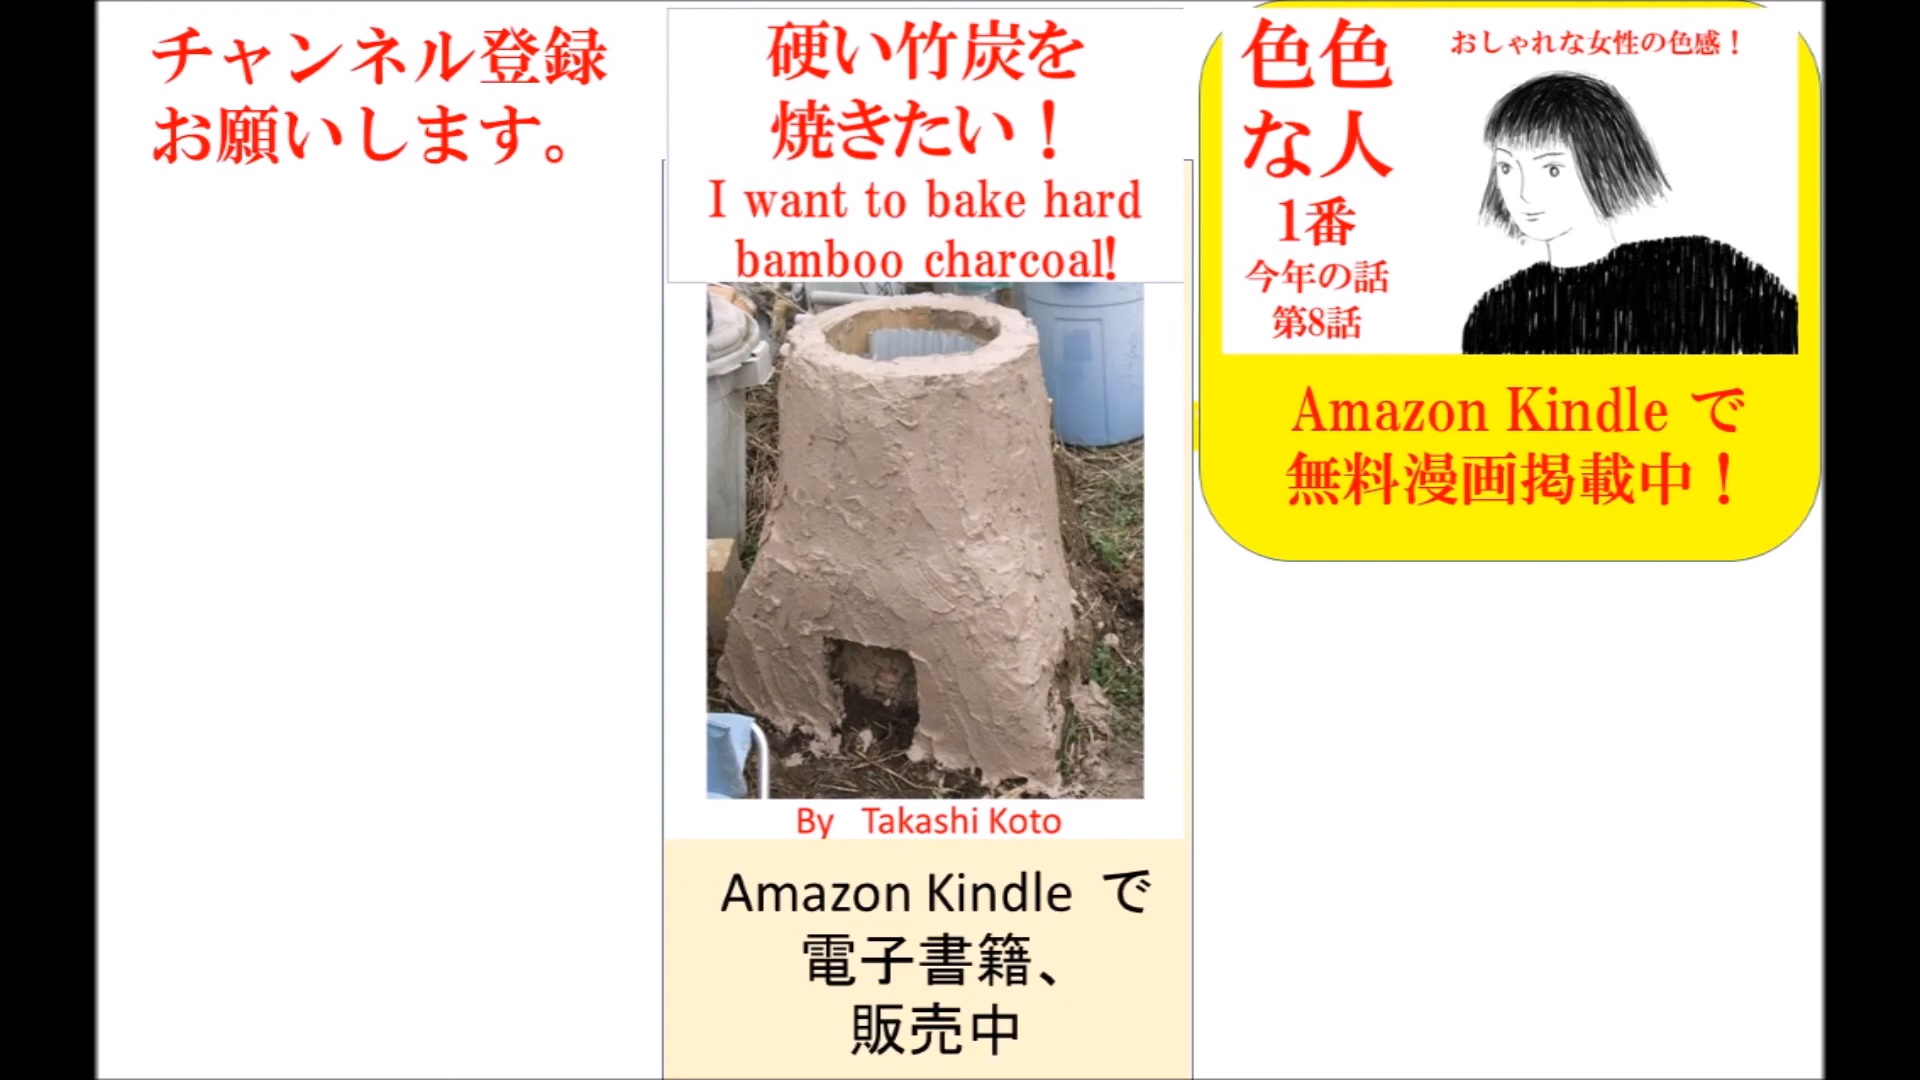 チャンネル登録
お願いします。
硬い竹炭を
焼きたい！
I want to bake hard
bamboo charcoal!
By Takashi Koto
Amazon Kindle で
電子書籍、
販売中
色色
な人
1番
今年の話
第8話
おしゃれな女性の色感！
Amazon Kindle で
無料漫画掲載中！